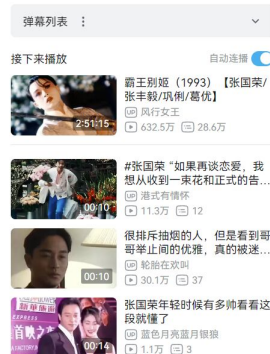 弹幕列表
接下来播放
自动连播
霸王别姬（1993）【张国荣/
张丰毅/巩俐/葛优】
UP 风行女王
632.5万 28.6万
2:51:15
#张国荣 “如果再谈恋爱，我
想从收到一束花和正式的告...
UP 港式有情怀
11.3万 12
00:10
很排斥抽烟的人，但是看到哥
哥举止间的优雅，真的被迷...
UP 轮胎在欢叫
30.1万 37
00:10
张国荣年轻时候有多帅看看这
段就懂了
UP 蓝色月亮蓝月银狼
1.1万 3
EXPRESS
00:14